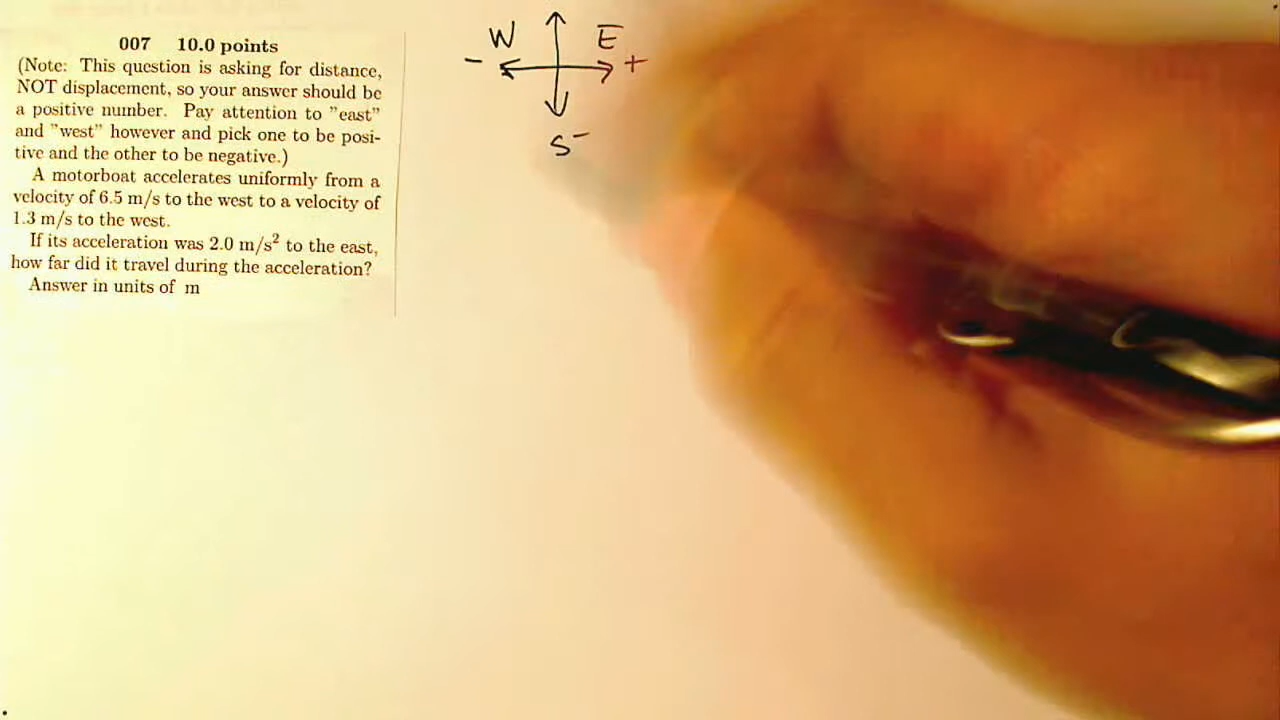 007 10.0 points
(Note: This question is asking for distance,
NOT displacement, so your answer should be
a positive number. Pay attention to "east"
and "west" however and pick one to be posi-
tive and the other to be negative.)
A motorboat accelerates uniformly from a
velocity of 6.5 m/s to the west to a velocity of
1.3 m/s to the west.
If its acceleration was 2.0 m/s² to the east,
how far did it travel during the acceleration?
Answer in units of m
W E
- +
S -